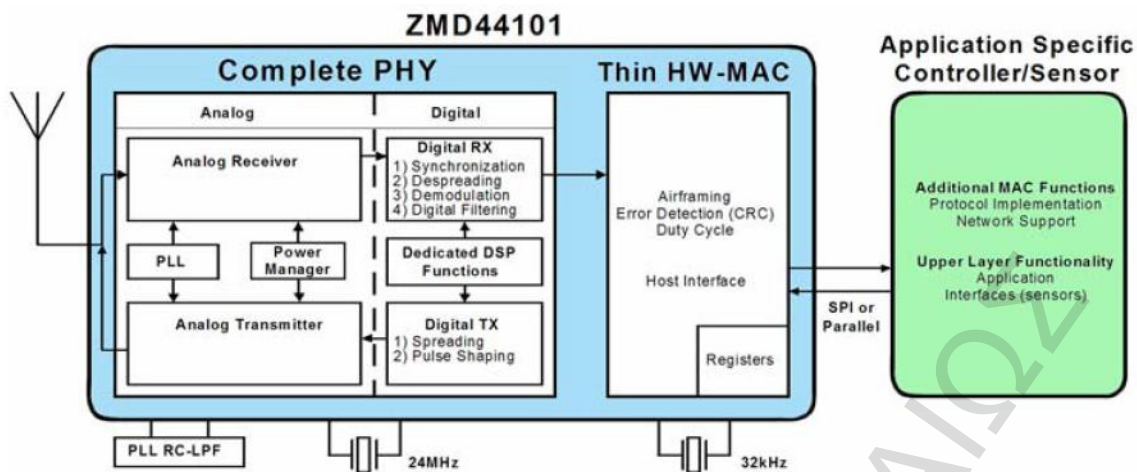 ZMD44101
Complete PHY
Thin HW-MAC
Application Specific
Controller/Sensor
Analog
Digital
Analog Receiver
Digital RX
1) Synchronization
2) Despreading
3) Demodulation
4) Digital Filtering
PLL
Power
Manager
Dedicated DSP
Functions
Analog Transmitter
Digital TX
1) Spreading
2) Pulse Shaping
Airframing
Error Detection (CRC)
Duty Cycle
Host Interface
Registers
SPI or
Parallel
Additional MAC Functions
Protocol Implementation
Network Support
Upper Layer Functionality
Application
Interfaces (sensors)
PLL RC-LPF
24MHz
32kHz